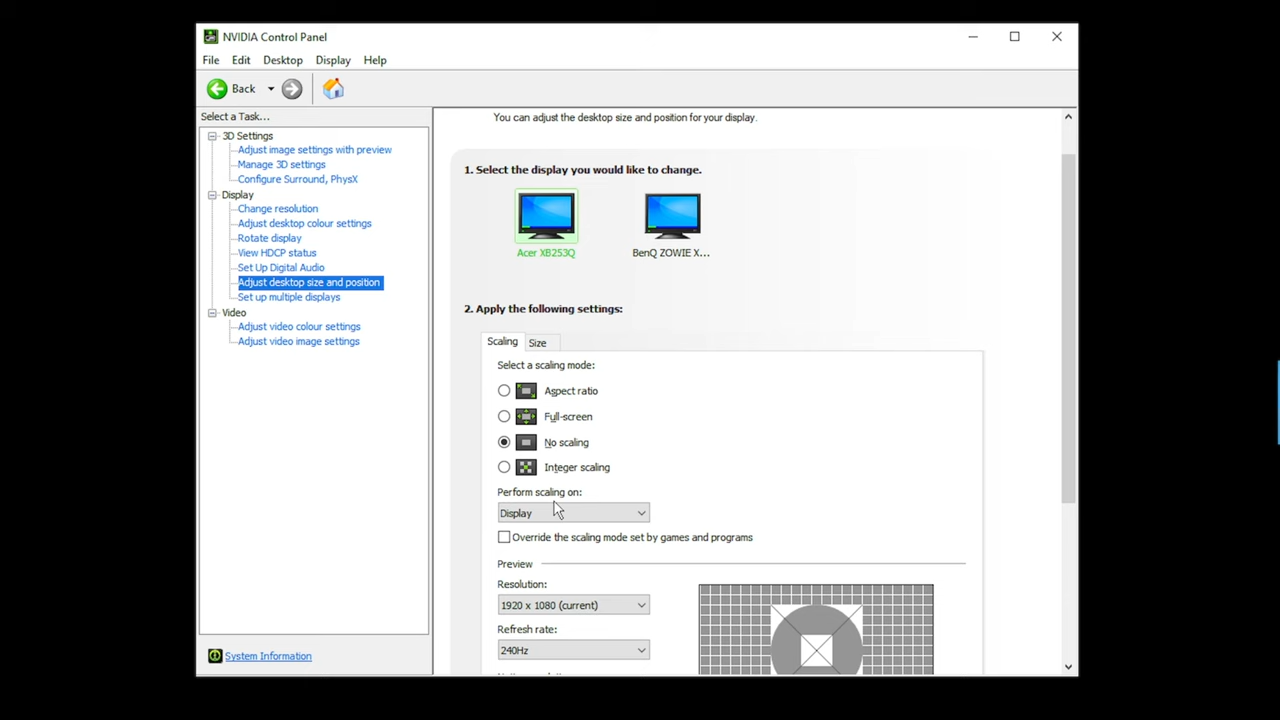 NVIDIA Control Panel
File Edit Desktop Display Help
Back
Select a Task...
3D Settings
Adjust image settings with preview
Manage 3D settings
Configure Surround, PhysX
Display
Change resolution
Adjust desktop colour settings
Rotate display
View HDCP status
Set Up Digital Audio
Adjust desktop size and position
Set up multiple displays
Video
Adjust video colour settings
Adjust video image settings
System Information
You can adjust the desktop size and position for your display.
1. Select the display you would like to change.
Acer XB253Q BenQ ZOWIE X...
2. Apply the following settings:
Scaling Size
Select a scaling mode:
Aspect ratio
Full-screen
No scaling
Integer scaling
Perform scaling on:
Display
Override the scaling mode set by games and programs
Preview
Resolution:
1920 x 1080 (current)
Refresh rate:
240Hz